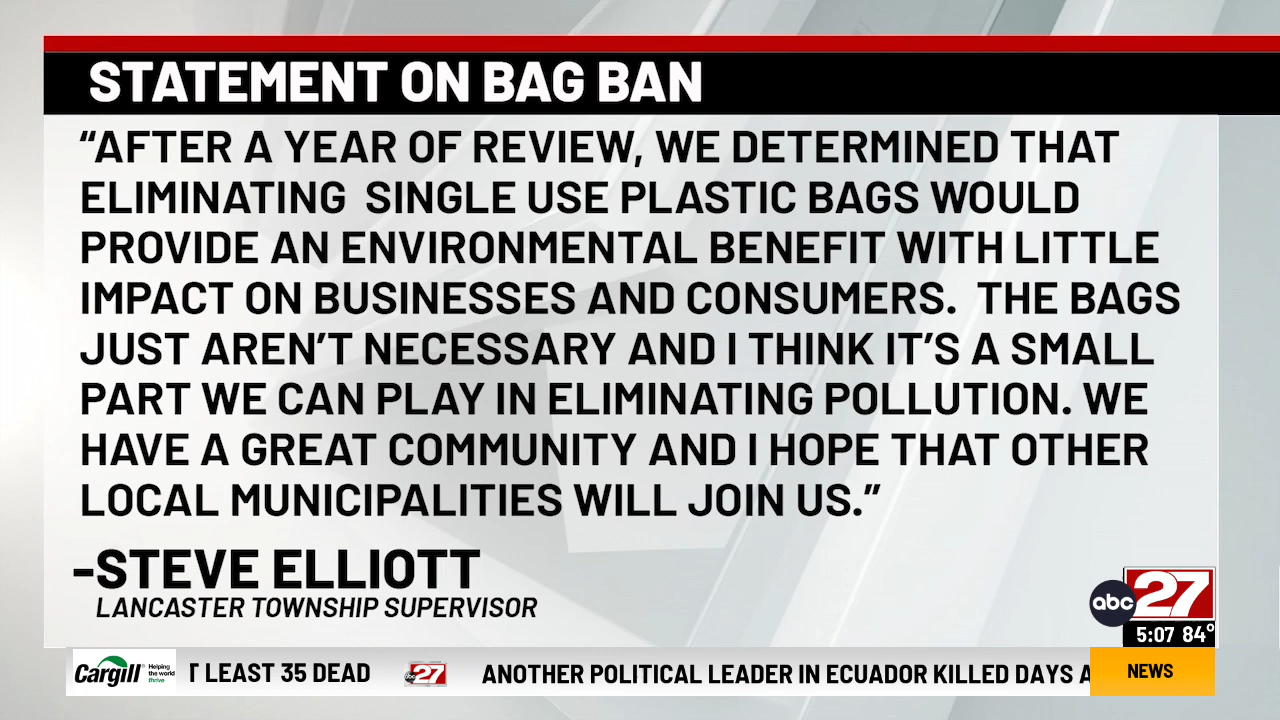 STATEMENT ON BAG BAN
“AFTER A YEAR OF REVIEW, WE DETERMINED THAT
ELIMINATING  SINGLE USE PLASTIC BAGS WOULD
PROVIDE AN ENVIRONMENTAL BENEFIT WITH LITTLE
IMPACT ON BUSINESSES AND CONSUMERS.  THE BAGS
JUST AREN’T NECESSARY AND I THINK IT’S A SMALL
PART WE CAN PLAY IN ELIMINATING POLLUTION. WE
HAVE A GREAT COMMUNITY AND I HOPE THAT OTHER
LOCAL MUNICIPALITIES WILL JOIN US.”
-STEVE ELLIOTT
LANCASTER TOWNSHIP SUPERVISOR
abc 27
5:07 84°
Cargill® Helping the world thrive
T LEAST 35 DEAD abc 27 ANOTHER POLITICAL LEADER IN ECUADOR KILLED DAYS A
NEWS